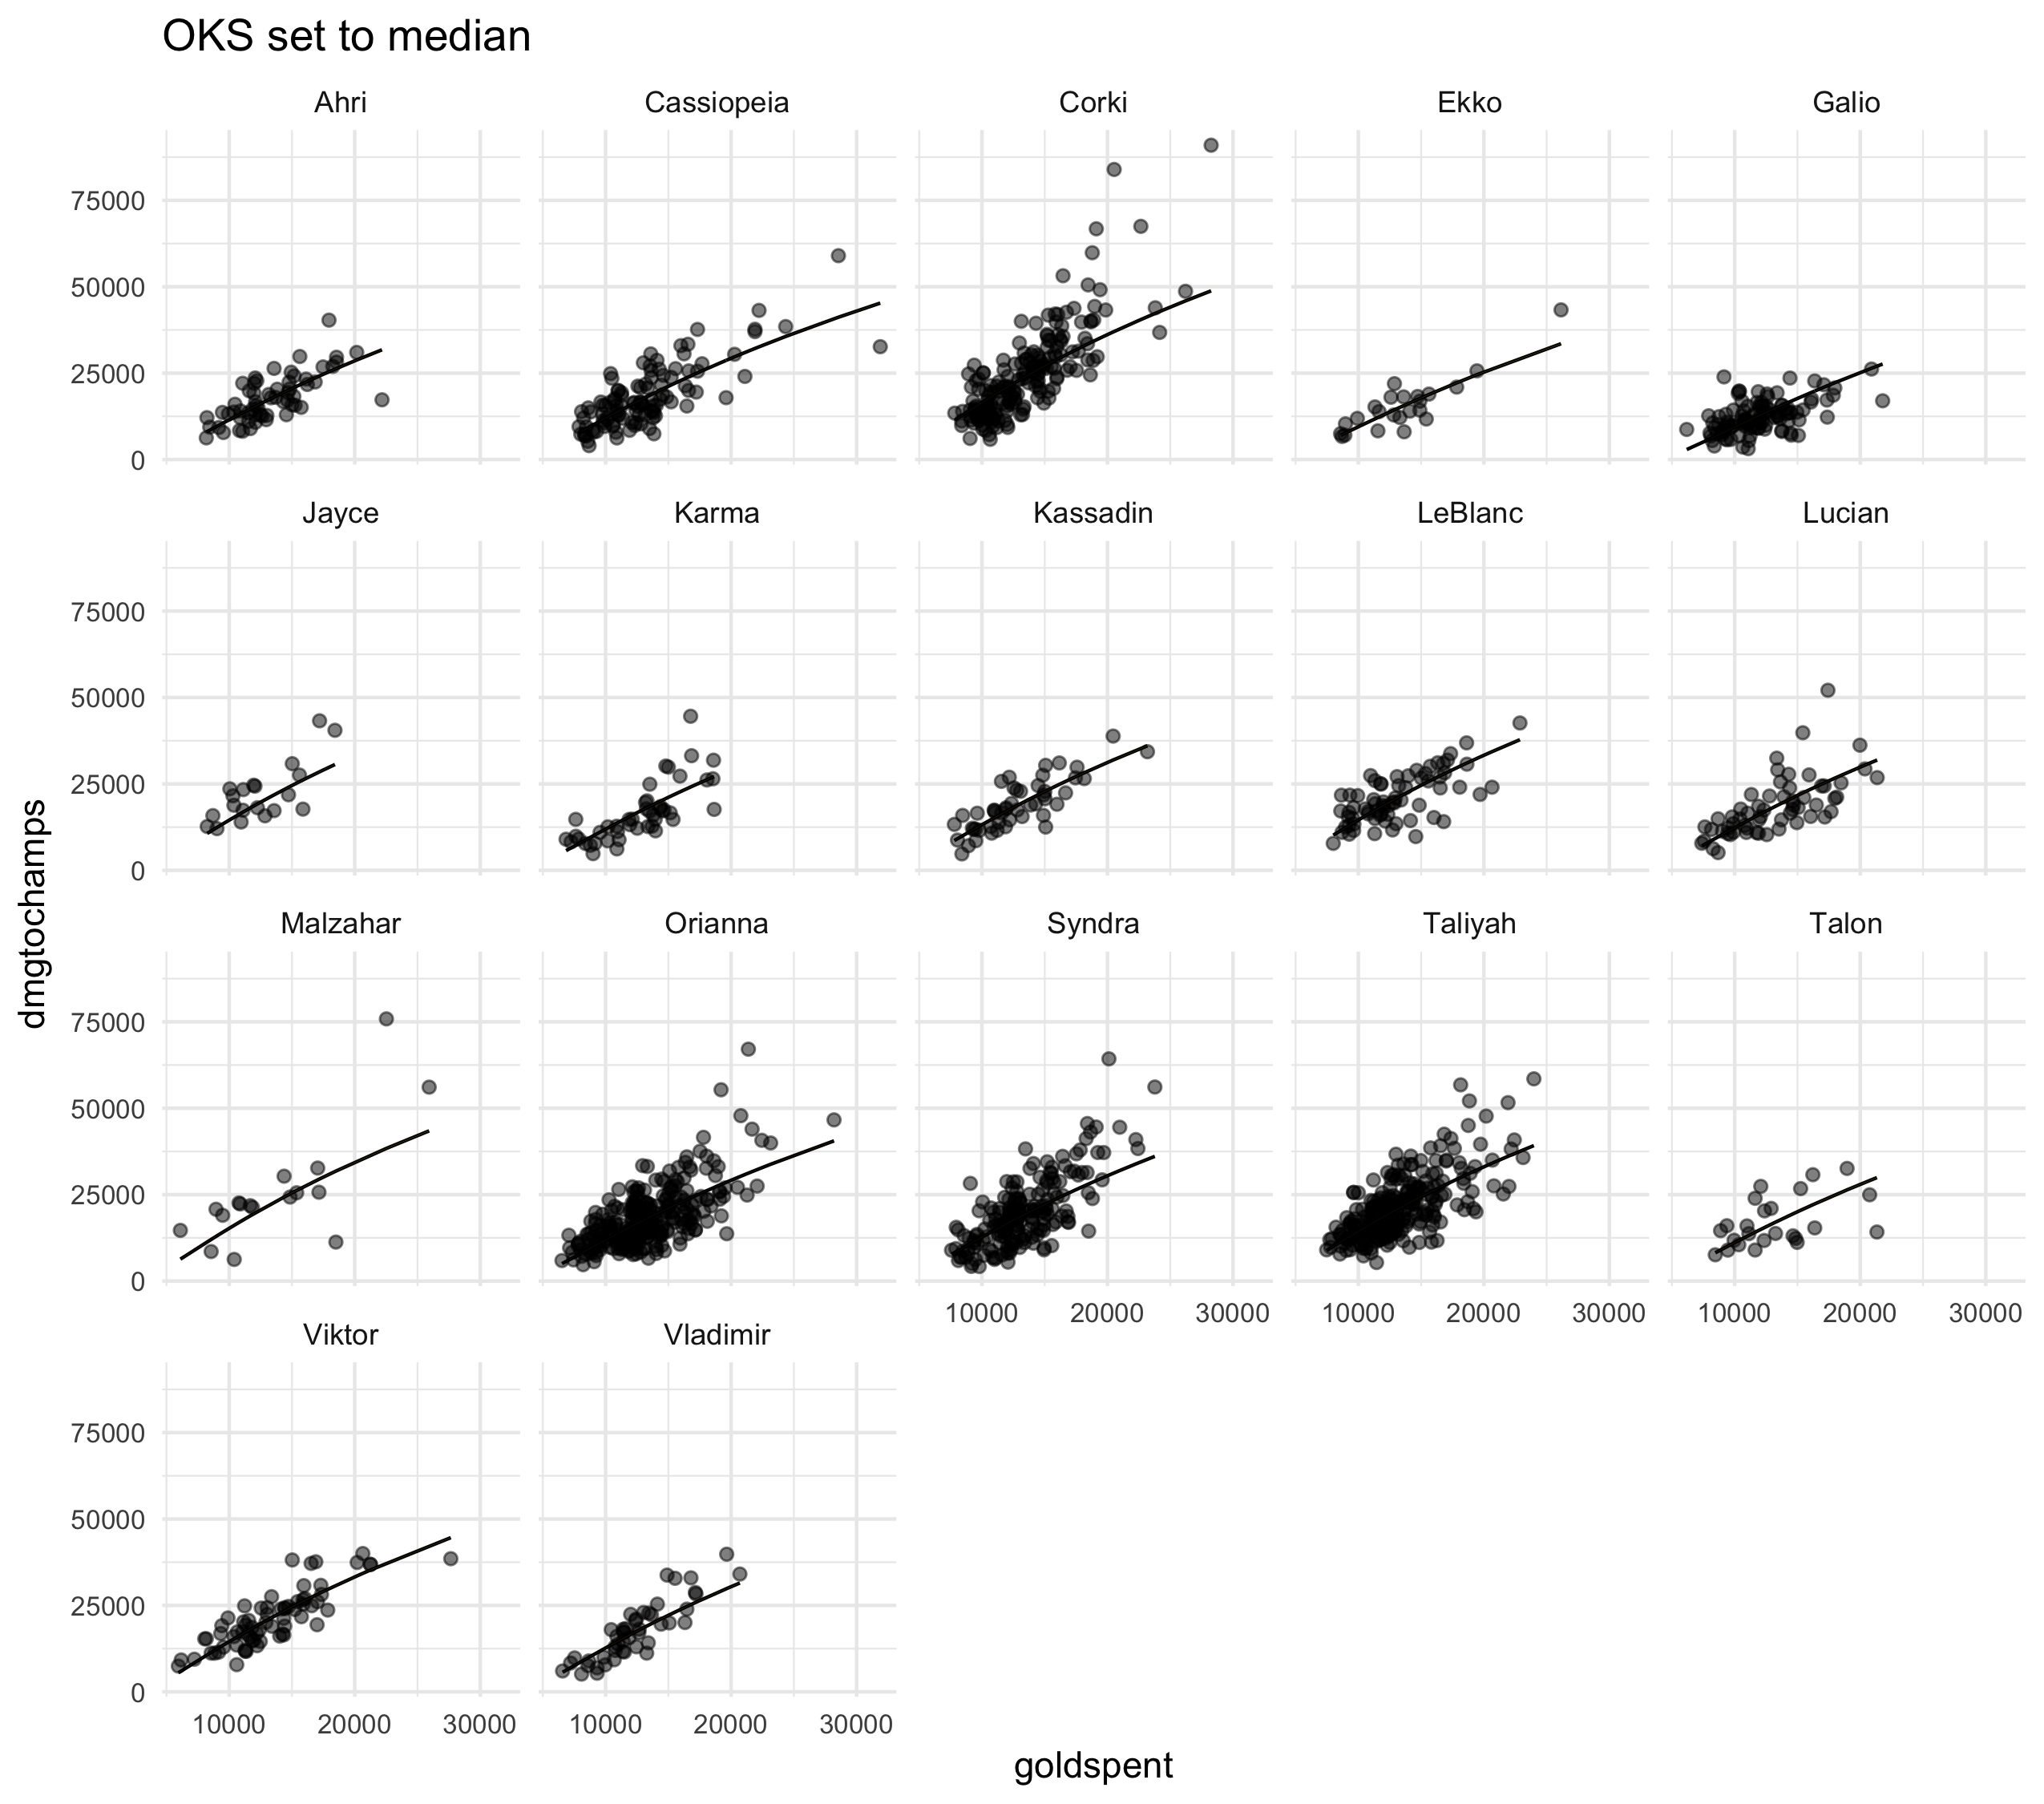 OKS set to median
Ahri Cassiopeia Corki Ekko Galio
75000
50000
25000
0
Jayce Karma Kassadin LeBlanc Lucian
75000
50000
25000
0
dmgtochamps
Malzahar Orianna Syndra Taliyah Talon
75000
50000
25000
0
10000 20000 30000 10000 20000 30000 10000 20000 30000
Viktor Vladimir
75000
50000
25000
0
10000 20000 30000 10000 20000 30000
goldspent